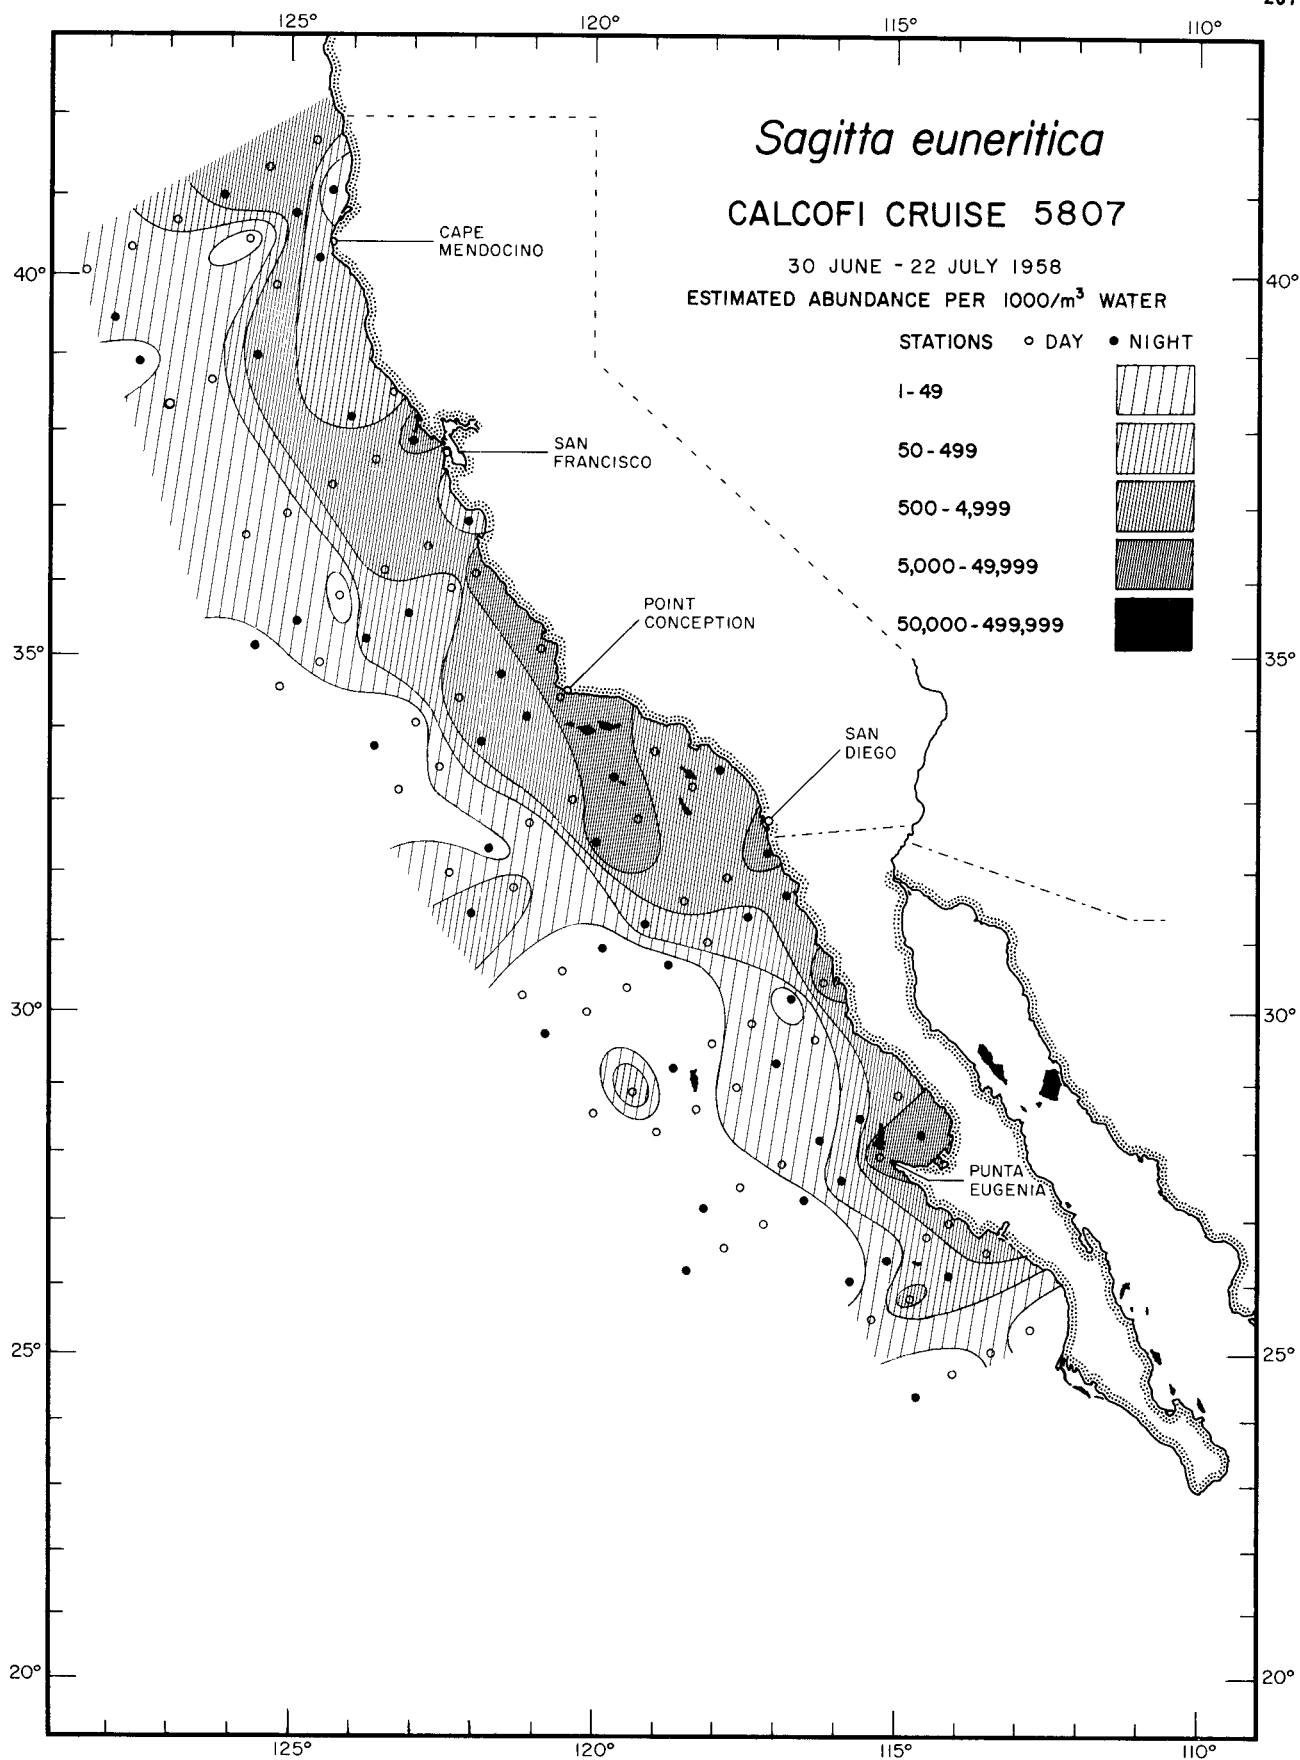 125°
120°
115°
110°
Sagitta euneritica
CALCOFI CRUISE 5807
30 JUNE - 22 JULY 1958
ESTIMATED ABUNDANCE PER 1000/m³ WATER
STATIONS ○ DAY ● NIGHT
1-49
50-499
500-4,999
5,000-49,999
50,000-499,999
CAPE
MENDOCINO
40°
40°
SAN
FRANCISCO
POINT
CONCEPTION
35°
35°
SAN
DIEGO
30°
30°
PUNTA
EUGENIA
25°
25°
20°
20°
125°
120°
115°
110°